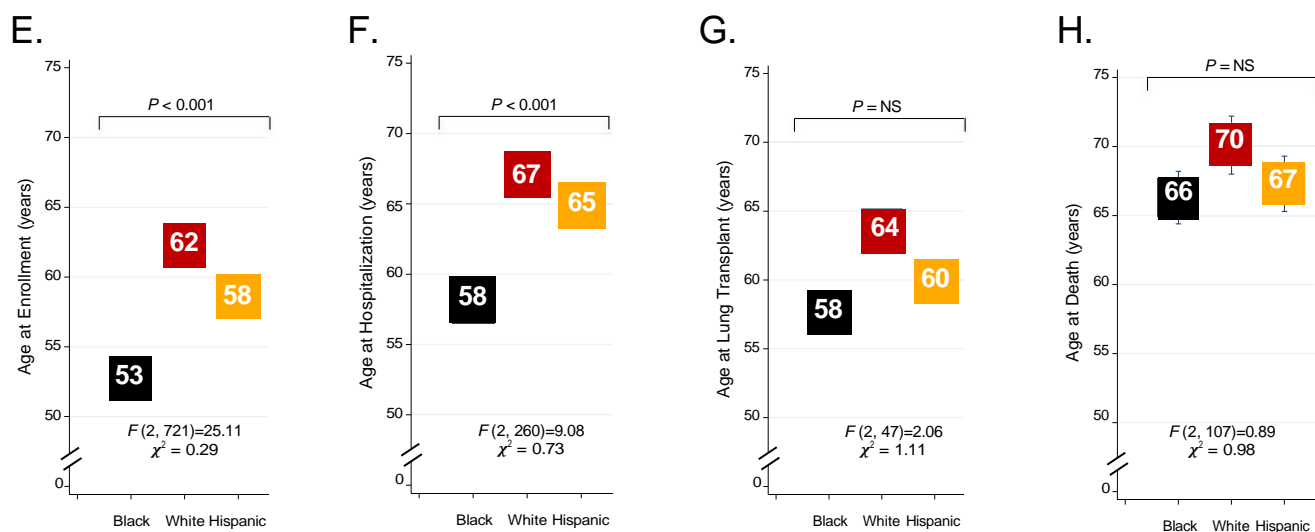 E.
Age at Enrollment (years)
75
70
65
60
55
50
0
P < 0.001
53
62
58
F (2, 721)=25.11
χ² = 0.29
Black White Hispanic
F.
Age at Hospitalization (years)
75
70
65
60
55
50
0
P < 0.001
58
67
65
F (2, 260)=9.08
χ² = 0.73
Black White Hispanic
G.
Age at Lung Transplant (years)
75
70
65
60
55
50
0
P = NS
58
64
60
F (2, 47)=2.06
χ² = 1.11
Black White Hispanic
H.
Age at Death (years)
75
70
65
60
55
50
0
P = NS
66
70
67
F (2, 107)=0.89
χ² = 0.98
Black White Hispanic